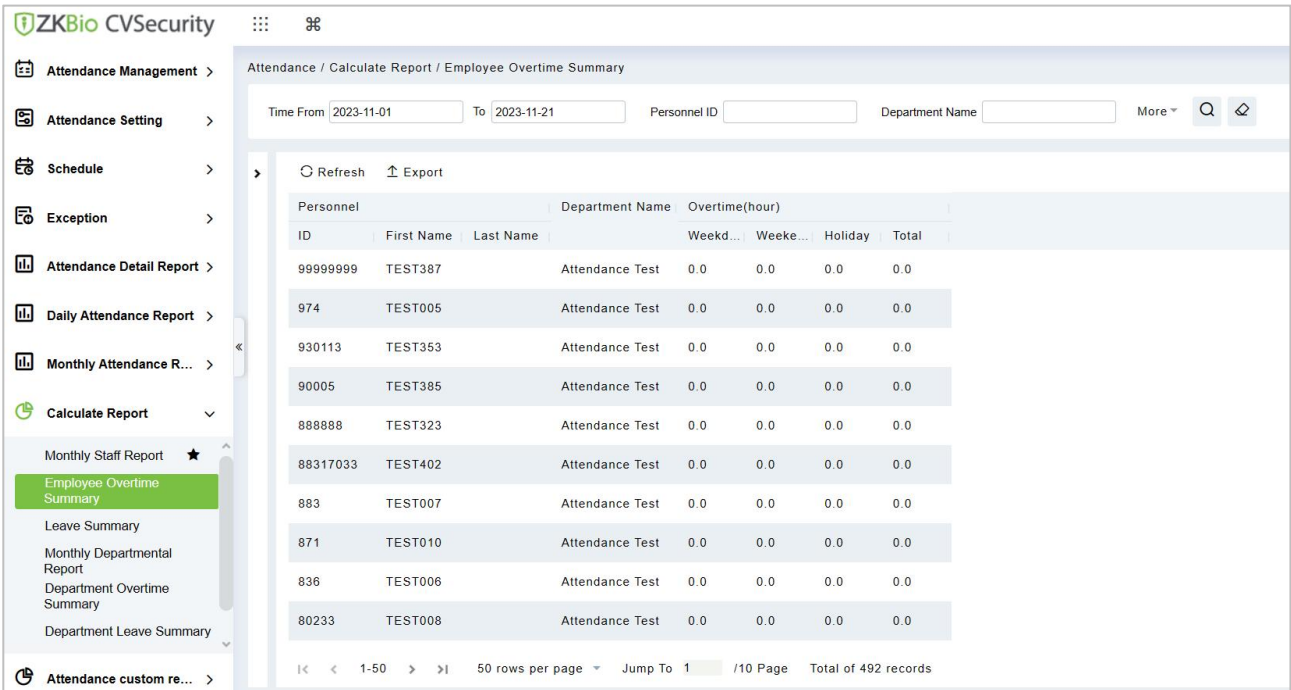 ZKBio CVSecurity
Attendance Management
Attendance Setting
Schedule
Exception
Attendance Detail Report
Daily Attendance Report
Monthly Attendance R...
Calculate Report
Monthly Staff Report
Employee Overtime
Summary
Leave Summary
Monthly Departmental
Report
Department Overtime
Summary
Department Leave Summary
Attendance custom re...
Attendance / Calculate Report / Employee Overtime Summary
Time From 2023-11-01 To 2023-11-21 Personnel ID Department Name More
Refresh Export
Personnel Department Name Overtime(hour)
ID First Name Last Name Weekd... Weeke... Holiday Total
99999999 TEST387 Attendance Test 0.0 0.0 0.0 0.0
974 TEST005 Attendance Test 0.0 0.0 0.0 0.0
930113 TEST353 Attendance Test 0.0 0.0 0.0 0.0
90005 TEST385 Attendance Test 0.0 0.0 0.0 0.0
888888 TEST323 Attendance Test 0.0 0.0 0.0 0.0
88317033 TEST402 Attendance Test 0.0 0.0 0.0 0.0
883 TEST007 Attendance Test 0.0 0.0 0.0 0.0
871 TEST010 Attendance Test 0.0 0.0 0.0 0.0
836 TEST006 Attendance Test 0.0 0.0 0.0 0.0
80233 TEST008 Attendance Test 0.0 0.0 0.0 0.0
1-50 50 rows per page Jump To 1 /10 Page Total of 492 records